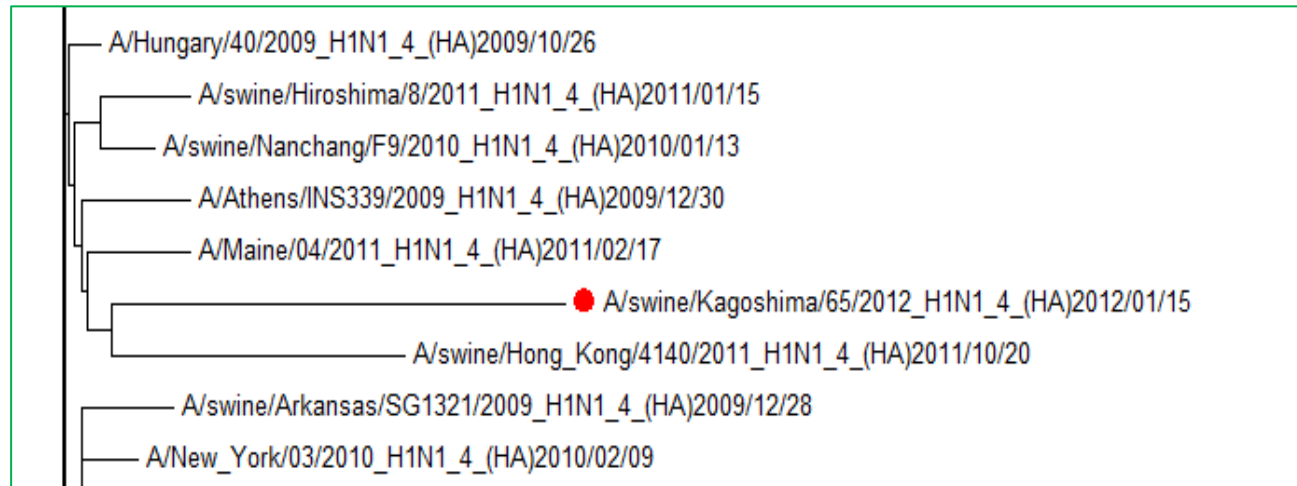 A/Hungary/40/2009_H1N1_4_(HA)2009/10/26
A/swine/Hiroshima/8/2011_H1N1_4_(HA)2011/01/15
A/swine/Nanchang/F9/2010_H1N1_4_(HA)2010/01/13
A/Athens/INS339/2009_H1N1_4_(HA)2009/12/30
A/Maine/04/2011_H1N1_4_(HA)2011/02/17
A/swine/Kagoshima/65/2012_H1N1_4_(HA)2012/01/15
A/swine/Hong_Kong/4140/2011_H1N1_4_(HA)2011/10/20
A/swine/Arkansas/SG1321/2009_H1N1_4_(HA)2009/12/28
A/New_York/03/2010_H1N1_4_(HA)2010/02/09